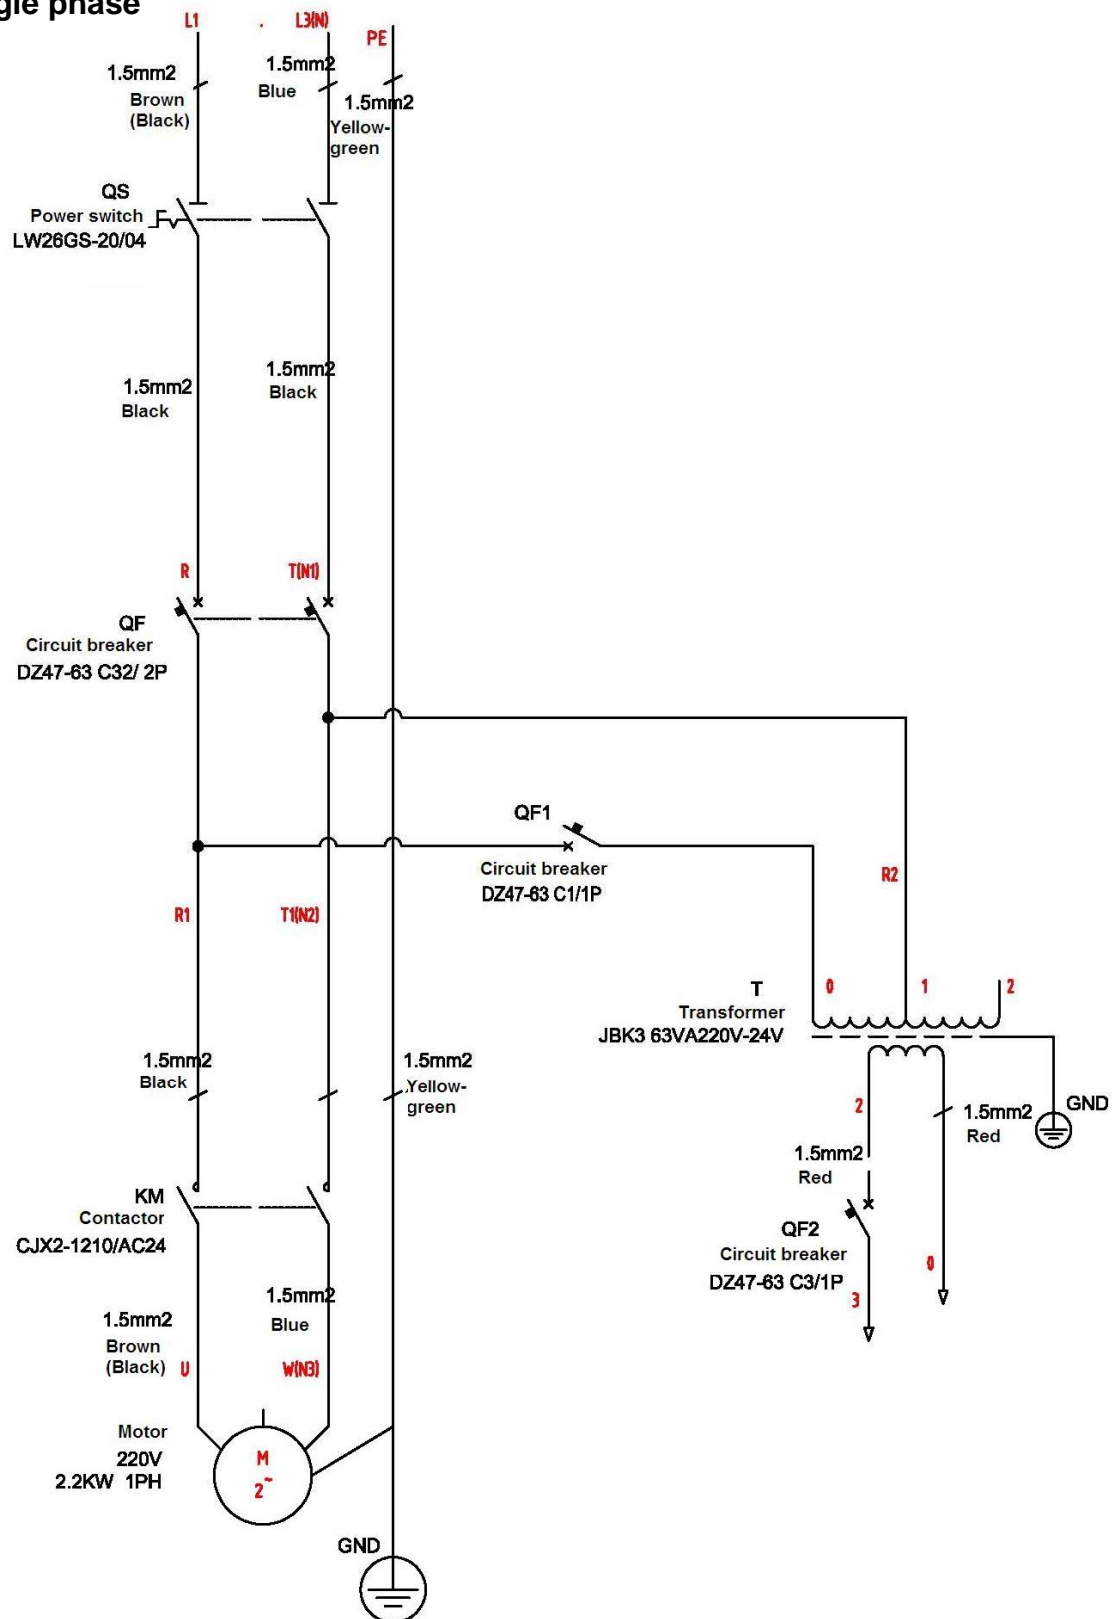 gle phase
L1 . L3(N)
PE
1.5mm2
Brown
(Black)
1.5mm2
Blue
1.5mm2
Yellow-
green
QS
Power switch
LW26GS-20/04
1.5mm2
Black
1.5mm2
Black
R
T(N1)
QF
Circuit breaker
DZ47-63 C32/ 2P
QF1
Circuit breaker
DZ47-63 C1/1P
R2
R1
T1(N2)
T
Transformer
JBK3 63VA220V-24V
0
1
2
1.5mm2
Black
1.5mm2
Yellow-
green
2
1.5mm2
Red
GND
1.5mm2
Red
KM
Contactor
CJX2-1210/AC24
QF2
Circuit breaker
DZ47-63 C3/1P
0
3
1.5mm2
Brown
(Black)
U
1.5mm2
Blue
W(N3)
Motor
220V
2.2KW 1PH
M
2~
GND